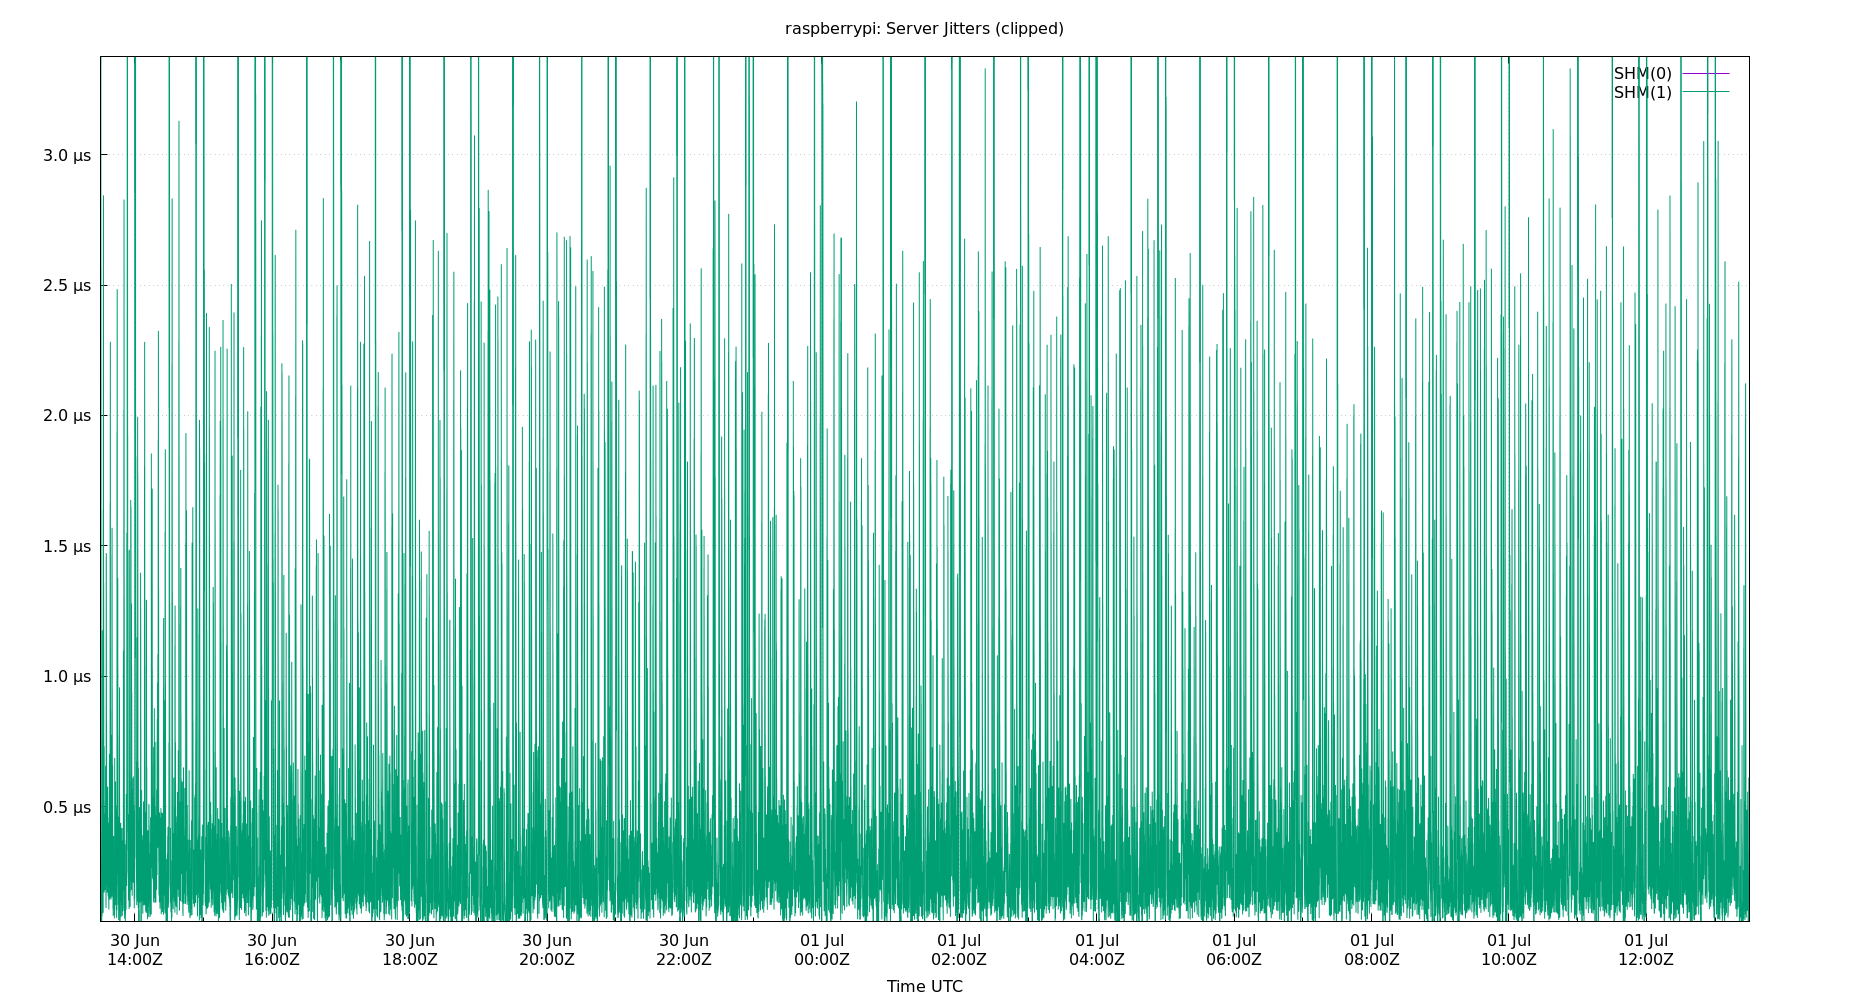 raspberrypi: Server Jitters (clipped)
SHM(0)
SHM(1)
3.0 µs
2.5 µs
2.0 µs
1.5 µs
1.0 µs
0.5 µs
30 Jun 30 Jun 30 Jun 30 Jun 30 Jun 01 Jul 01 Jul 01 Jul 01 Jul 01 Jul 01 Jul 01 Jul
14:00Z 16:00Z 18:00Z 20:00Z 22:00Z 00:00Z 02:00Z 04:00Z 06:00Z 08:00Z 10:00Z 12:00Z
Time UTC